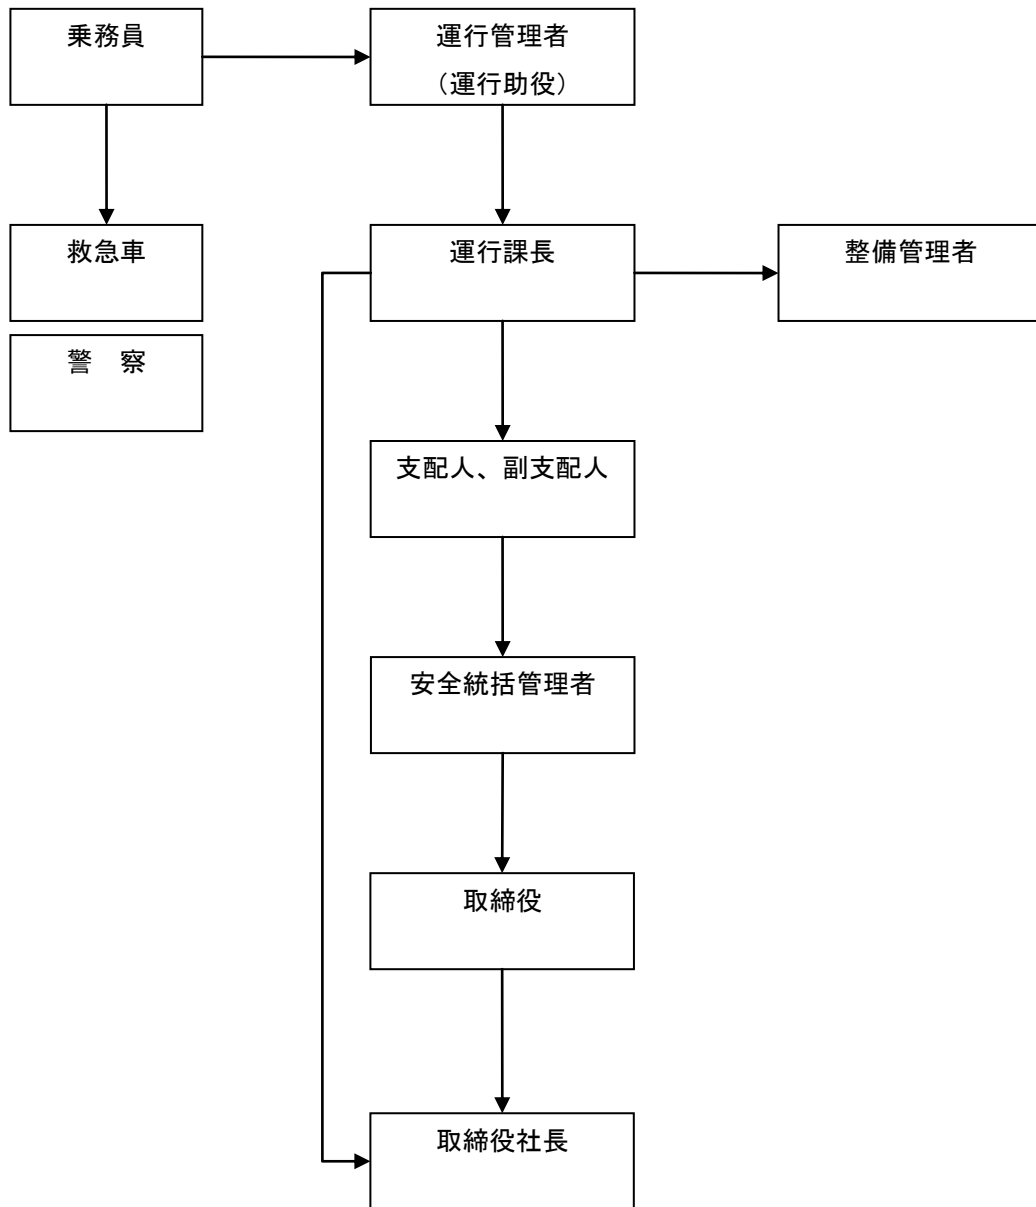 乗務員
運行管理者
（運行助役）
救急車
運行課長
整備管理者
警　察
支配人、副支配人
安全統括管理者
取締役
取締役社長